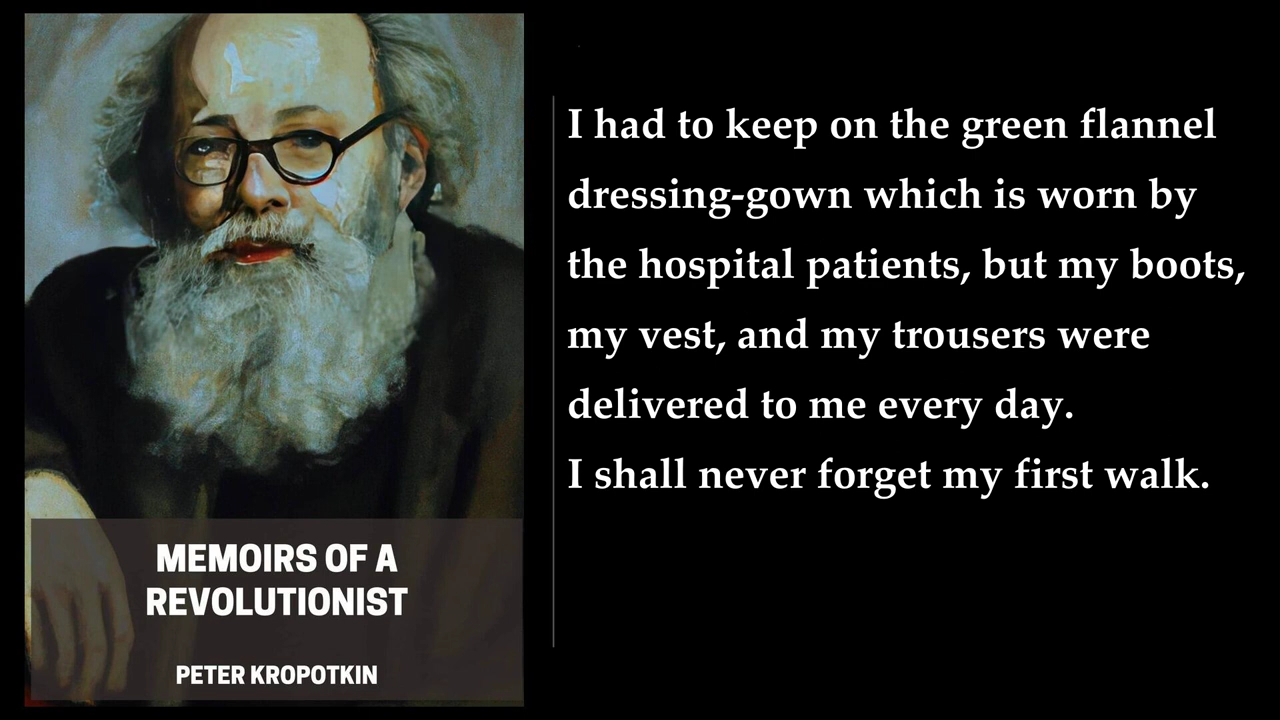 I had to keep on the green flannel
dressing-gown which is worn by
the hospital patients, but my boots,
my vest, and my trousers were
delivered to me every day.
I shall never forget my first walk.
MEMOIRS OF A
REVOLUTIONIST
PETER KROPOTKIN